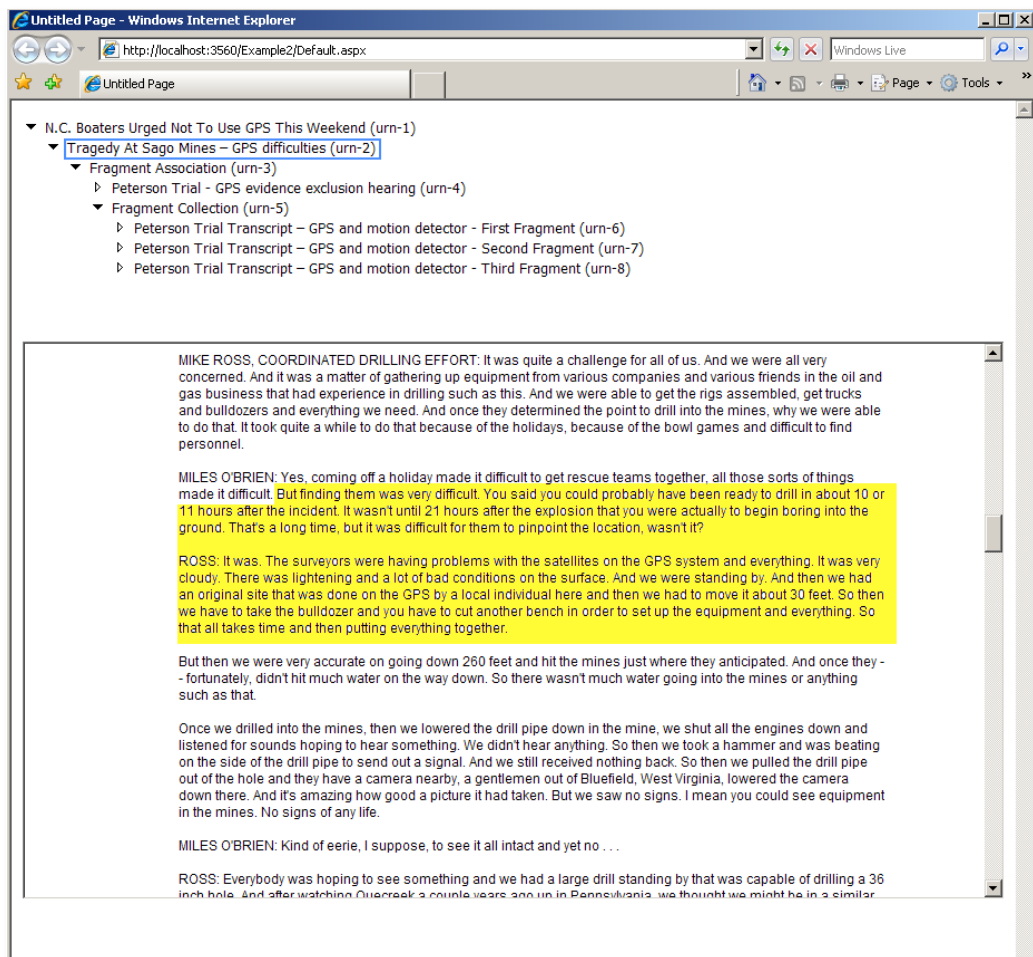 Untitled Page - Windows Internet Explorer
http://localhost:3560/Example2/Default.aspx
Windows Live
Untitled Page
Page
Tools
»
N.C. Boaters Urged Not To Use GPS This Weekend (urn-1)
Tragedy At Sago Mines – GPS difficulties (urn-2)
Fragment Association (urn-3)
Peterson Trial - GPS evidence exclusion hearing (urn-4)
Fragment Collection (urn-5)
Peterson Trial Transcript – GPS and motion detector - First Fragment (urn-6)
Peterson Trial Transcript – GPS and motion detector - Second Fragment (urn-7)
Peterson Trial Transcript – GPS and motion detector - Third Fragment (urn-8)
MIKE ROSS, COORDINATED DRILLING EFFORT: It was quite a challenge for all of us. And we were all very
concerned. And it was a matter of gathering up equipment from various companies and various friends in the oil and
gas business that had experience in drilling such as this. And we were able to get the rigs assembled, get trucks
and bulldozers and everything we need. And once they determined the point to drill into the mines, why we were able
to do that. It took quite a while to do that because of the holidays, because of the bowl games and difficult to find
personnel.
MILES O'BRIEN: Yes, coming off a holiday made it difficult to get rescue teams together, all those sorts of things
made it difficult. But finding them was very difficult. You said you could probably have been ready to drill in about 10 or
11 hours after the incident. It wasn't until 21 hours after the explosion that you were actually to begin boring into the
ground. That's a long time, but it was difficult for them to pinpoint the location, wasn't it?
ROSS: It was. The surveyors were having problems with the satellites on the GPS system and everything. It was very
cloudy. There was lightening and a lot of bad conditions on the surface. And we were standing by. And then we had
an original site that was done on the GPS by a local individual here and then we had to move it about 30 feet. So then
we have to take the bulldozer and you have to cut another bench in order to set up the equipment and everything. So
that all takes time and then putting everything together.
But then we were very accurate on going down 260 feet and hit the mines just where they anticipated. And once they -
- fortunately, didn't hit much water on the way down. So there wasn't much water going into the mines or anything
such as that.
Once we drilled into the mines, then we lowered the drill pipe down in the mine, we shut all the engines down and
listened for sounds hoping to hear something. We didn't hear anything. So then we took a hammer and was beating
on the side of the drill pipe to send out a signal. And we still received nothing back. So then we pulled the drill pipe
out of the hole and they have a camera nearby, a gentlemen out of Bluefield, West Virginia, lowered the camera
down there. And it's amazing how good a picture it had taken. But we saw no signs. I mean you could see equipment
in the mines. No signs of any life.
MILES O'BRIEN: Kind of eerie, I suppose, to see it all intact and yet no . . .
ROSS: Everybody was hoping to see something and we had a large drill standing by that was capable of drilling a 36
inch hole. And after watching Quecreek a couple years ago up in Pennsylvania, we thought we might be in a similar